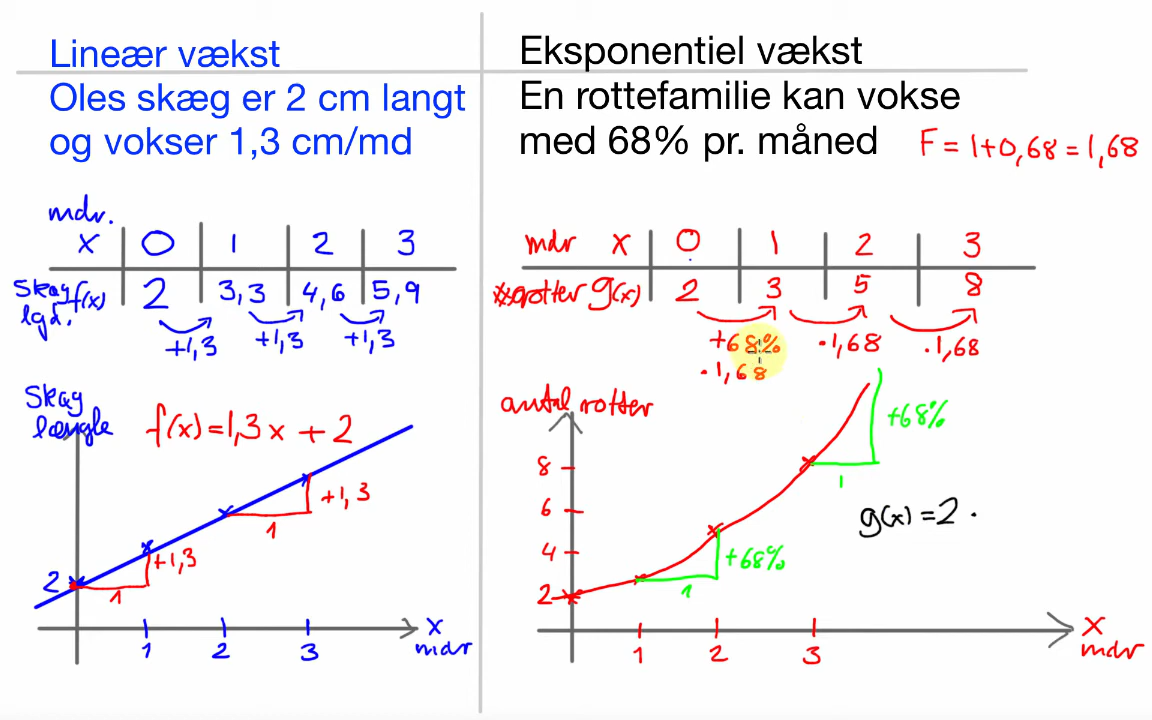 Lineær vækst
Oles skæg er 2 cm langt
og vokser 1,3 cm/md
mdr.
x 0 1 2 3
Skæg lgd. f(x) 2 3,3 4,6 5,9
+1,3 +1,3 +1,3
Skæg
længde
f(x)=1,3x + 2
+1,3
1
+1,3
1
2
x
mdr
1 2 3
Eksponentiel vækst
En rottefamilie kan vokse
med 68% pr. måned
F = 1+0,68 = 1,68
mdr x 0 1 2 3
rotter g(x) 2 3 5 8
+68% ·1,68 ·1,68
·1,68
antal rotter
+68%
1
8
6
4
2
g(x) = 2 ·
+68%
1
x
mdr
1 2 3